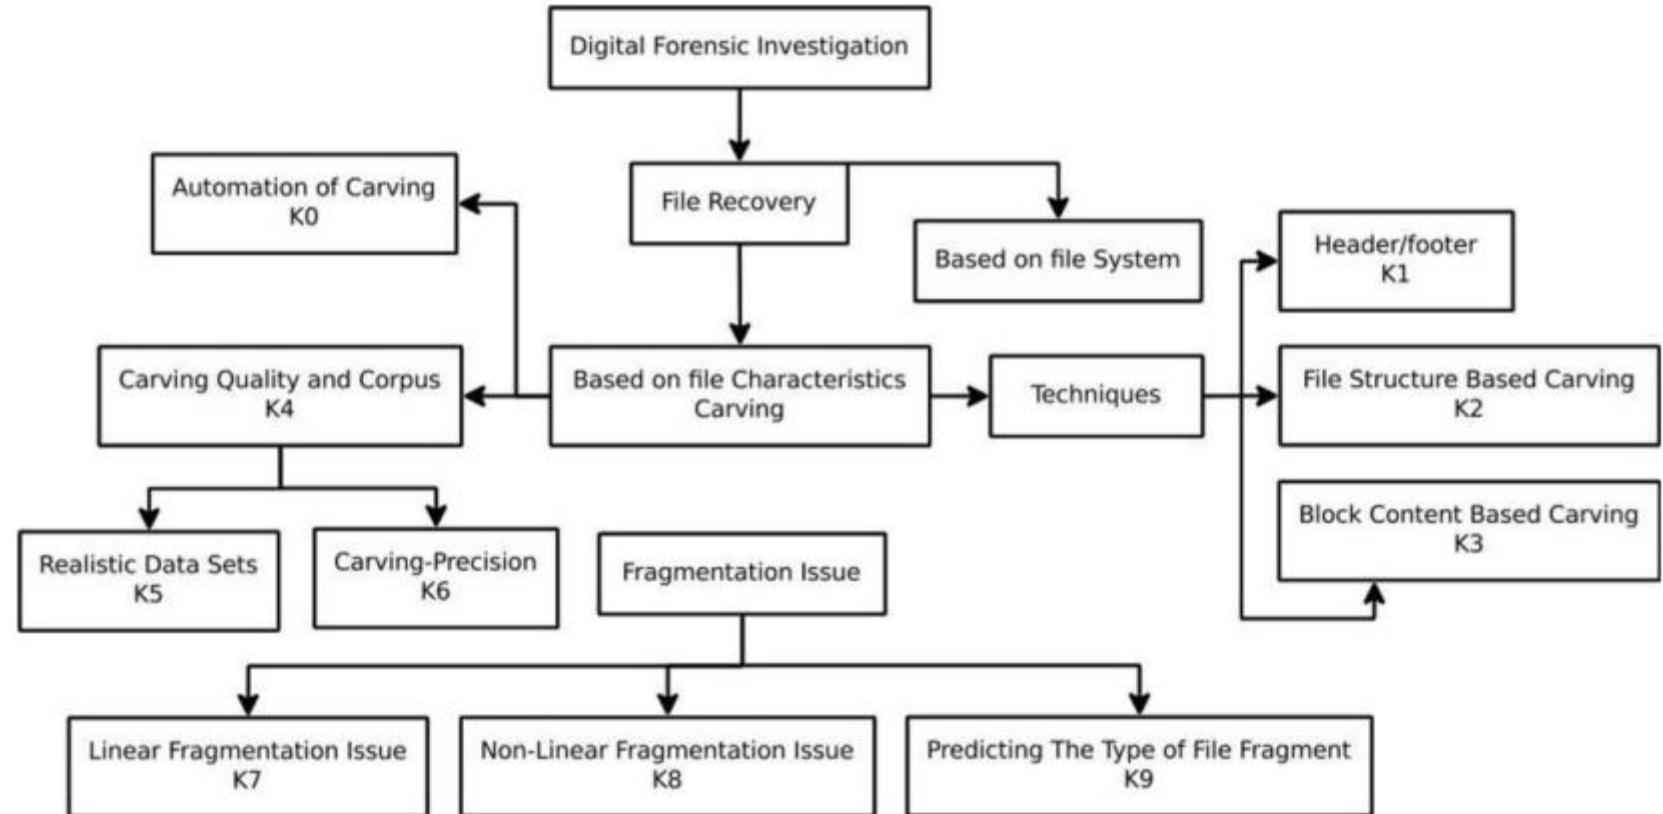 Digital Forensic Investigation
Automation of Carving
K0
File Recovery
Based on file System
Header/footer
K1
Carving Quality and Corpus
K4
Based on file Characteristics
Carving
Techniques
File Structure Based Carving
K2
Block Content Based Carving
K3
Realistic Data Sets
K5
Carving-Precision
K6
Fragmentation Issue
Linear Fragmentation Issue
K7
Non-Linear Fragmentation Issue
K8
Predicting The Type of File Fragment
K9